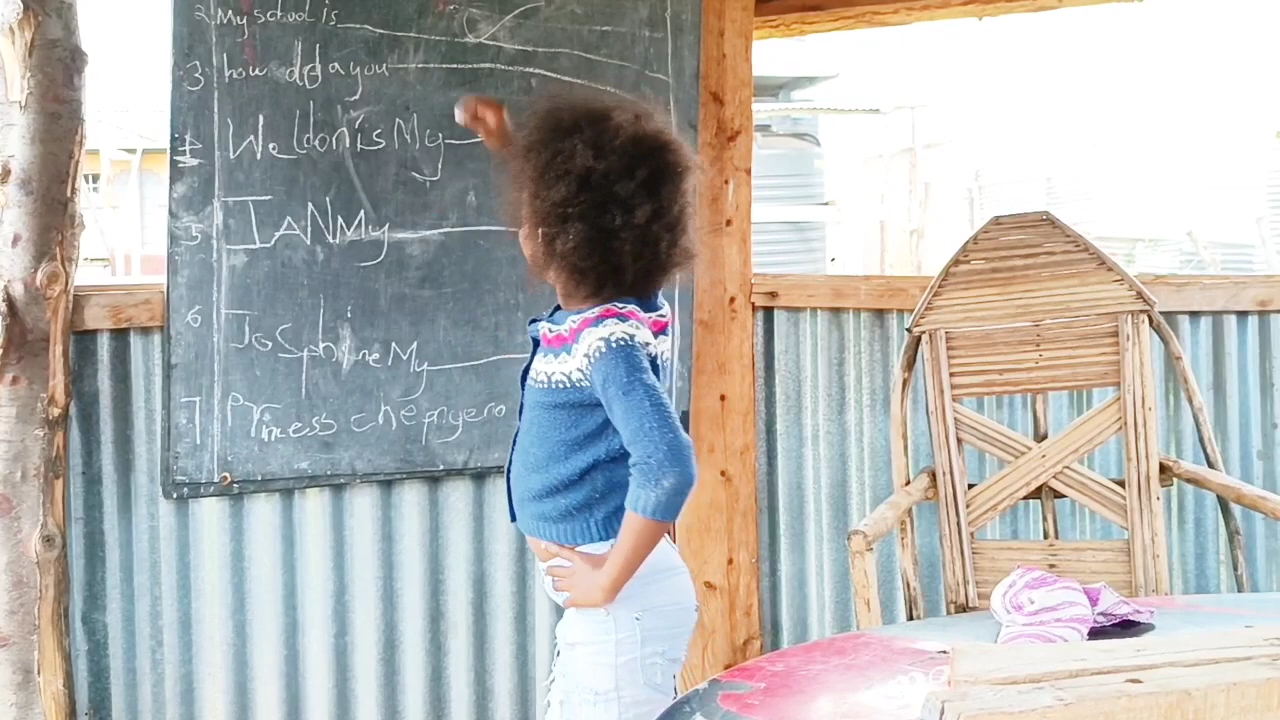 2. My school is
3 how did a you
4 Weldon is My
5 IAN My
6 Josphine My
7 Princess chepngeno